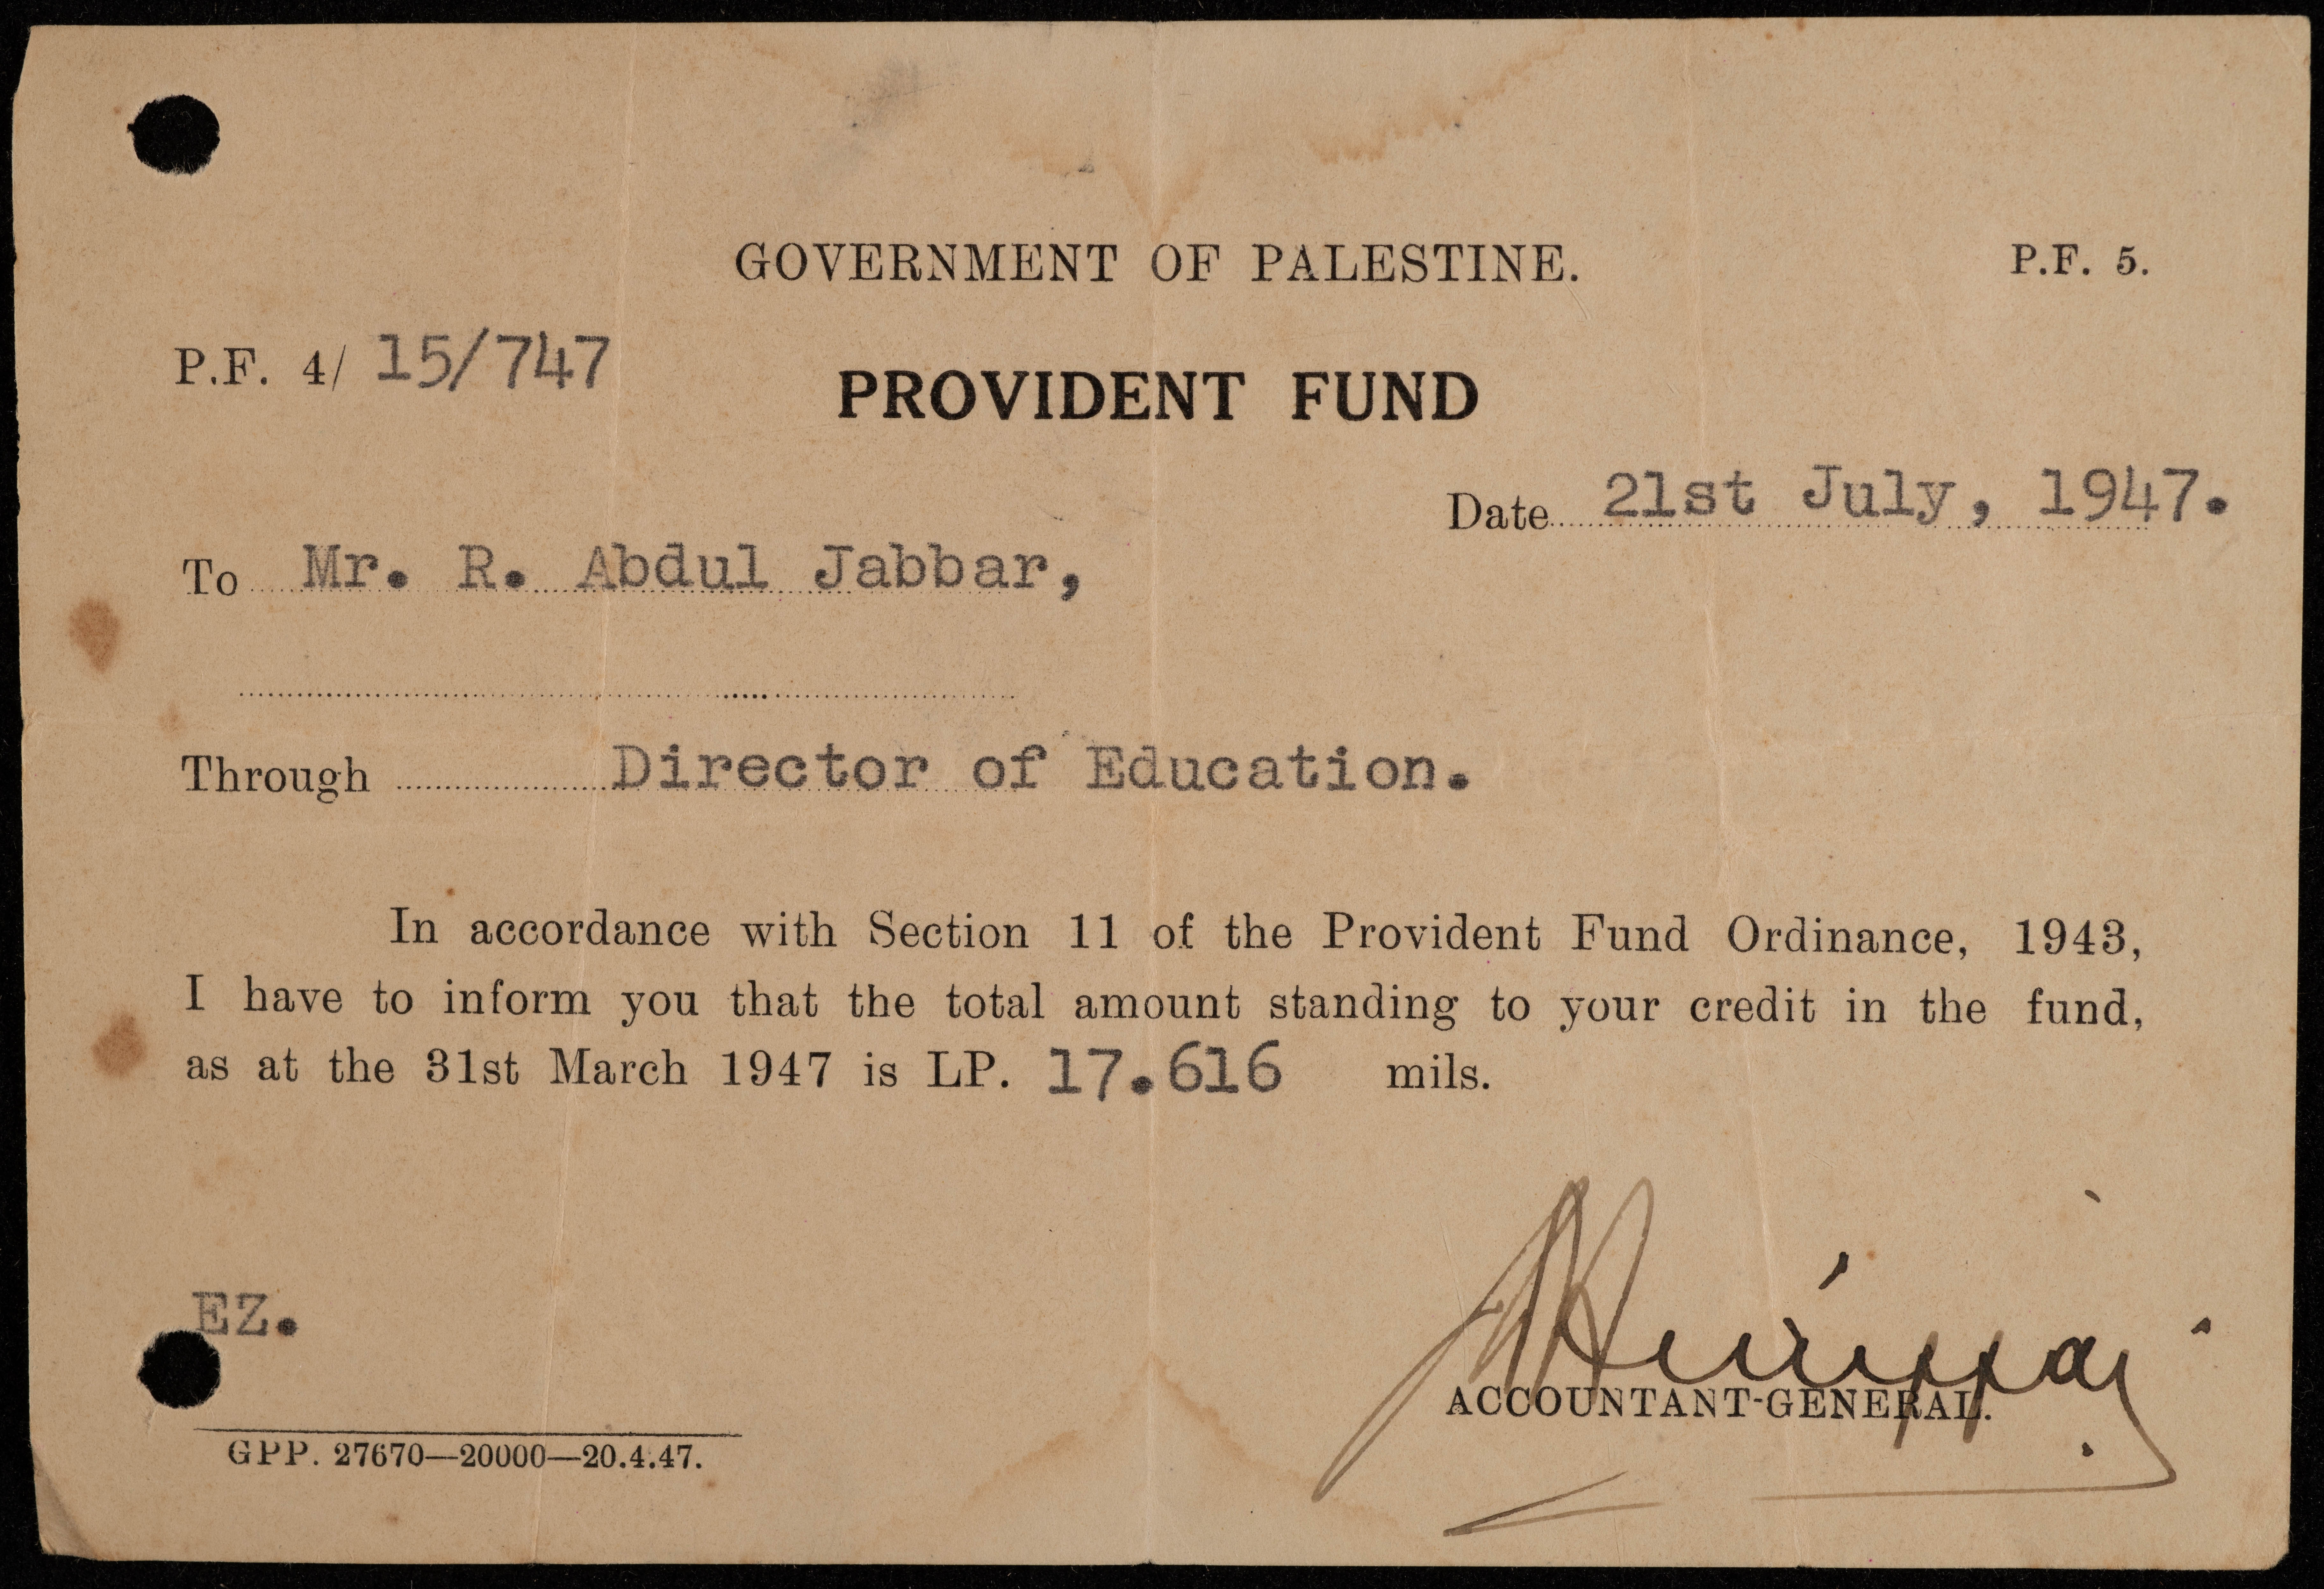 GOVERNMENT OF PALESTINE.
P.F. 5.
P.F. 4/ 15/747
PROVIDENT FUND
Date 21st July, 1947.
To Mr. R. Abdul Jabbar,
Through Director of Education.
In accordance with Section 11 of the Provident Fund Ordinance, 1943,
I have to inform you that the total amount standing to your credit in the fund,
as at the 31st March 1947 is LP. 17.616 mils.
EZ.
ACCOUNTANT-GENERAL.
GPP. 27670—20000—20.4.47.